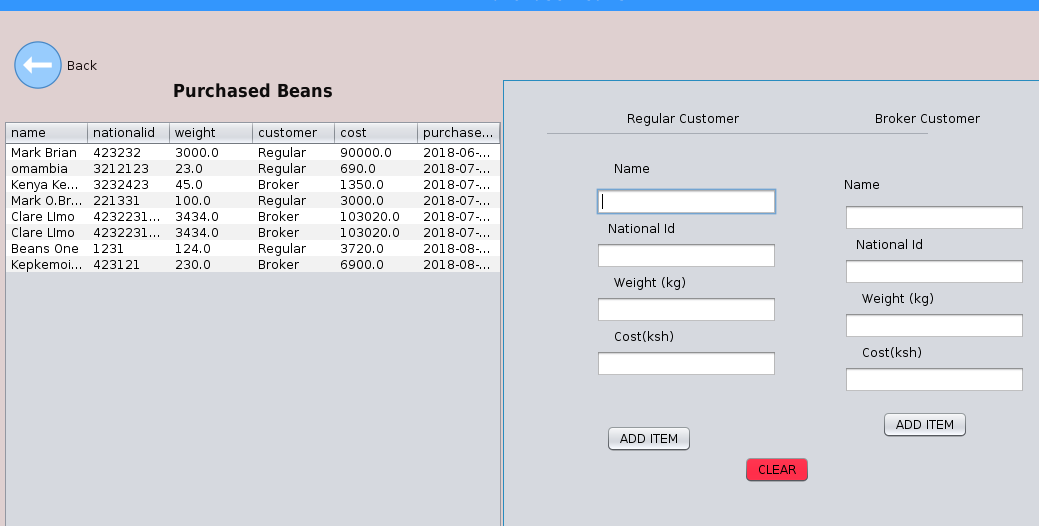 Back
Purchased Beans
name nationalid weight customer cost purchase...
Mark Brian 423232 3000.0 Regular 90000.0 2018-06-...
omambia 3212123 23.0 Regular 690.0 2018-07-...
Kenya Ke... 3232423 45.0 Broker 1350.0 2018-07-...
Mark O.Br... 221331 100.0 Regular 3000.0 2018-07-...
Clare LImo 4232231... 3434.0 Broker 103020.0 2018-07-...
Clare LImo 4232231... 3434.0 Broker 103020.0 2018-07-...
Beans One 1231 124.0 Regular 3720.0 2018-08-...
Kepkemoi... 423121 230.0 Broker 6900.0 2018-08-...
Regular Customer
Name
National Id
Weight (kg)
Cost(ksh)
ADD ITEM
Broker Customer
Name
National Id
Weight (kg)
Cost(ksh)
ADD ITEM
CLEAR